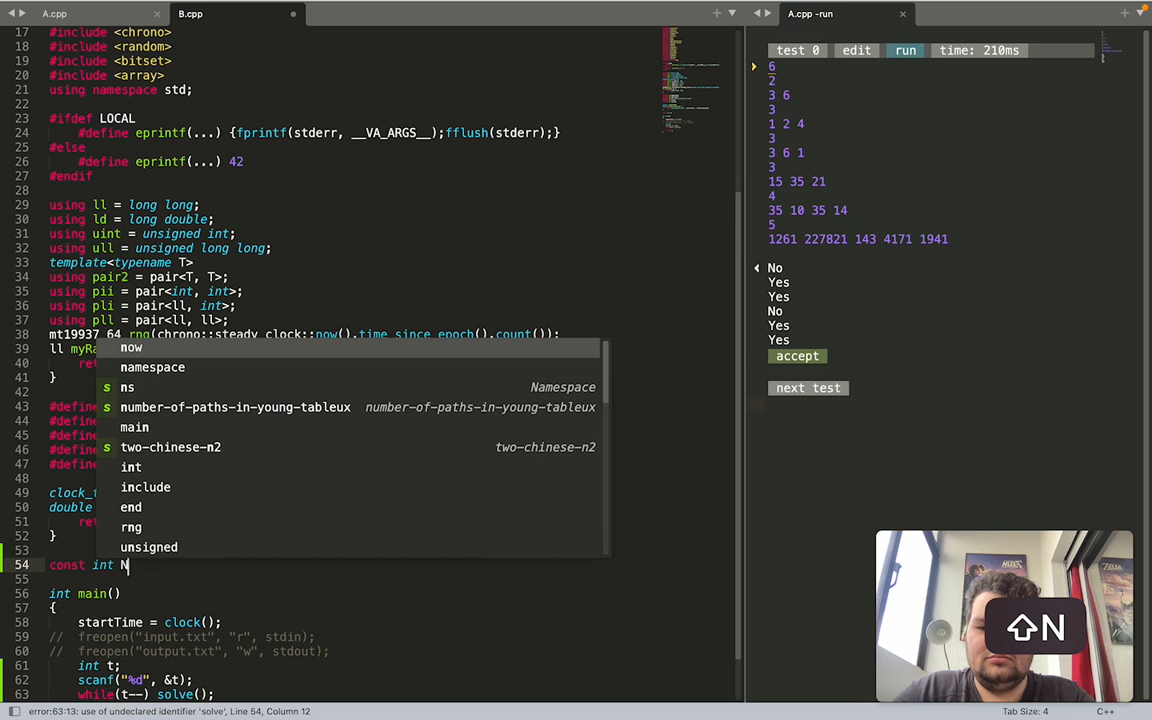 A.cpp
B.cpp
17 #include <chrono>
18 #include <random>
19 #include <bitset>
20 #include <array>
21 using namespace std;
22
23 #ifdef LOCAL
24 #define eprintf(...) {fprintf(stderr, __VA_ARGS__);fflush(stderr);}
25 #else
26 #define eprintf(...) 42
27 #endif
28
29 using ll = long long;
30 using ld = long double;
31 using uint = unsigned int;
32 using ull = unsigned long long;
33 template<typename T>
34 using pair2 = pair<T, T>;
35 using pii = pair<int, int>;
36 using pli = pair<ll, int>;
37 using pll = pair<ll, ll>;
38 mt19937_64 rng(chrono::steady_clock::now().time_since_epoch().count());
39 ll myRa
40 ret
41 }
42
43 #define
44 #define
45 #define
46 #define
47 #define
48
49 clock_t
50 double
51 ret
52 }
53
54 const int N
55
56 int main()
57 {
58 startTime = clock();
59 // freopen("input.txt", "r", stdin);
60 // freopen("output.txt", "w", stdout);
61 int t;
62 scanf("%d", &t);
63 while(t--) solve();
now
namespace
s ns Namespace
s number-of-paths-in-young-tableux number-of-paths-in-young-tableux
main
s two-chinese-n2 two-chinese-n2
int
include
end
rng
unsigned
error:63:13: use of undeclared identifier 'solve', Line 54, Column 12
A.cpp -run
test 0 edit run time: 210ms
6
2
3 6
3
1 2 4
3
3 6 1
3
15 35 21
4
35 10 35 14
5
1261 227821 143 4171 1941
No
Yes
Yes
No
Yes
Yes
accept
next test
ZELDA
⇧N
Tab Size: 4
C++